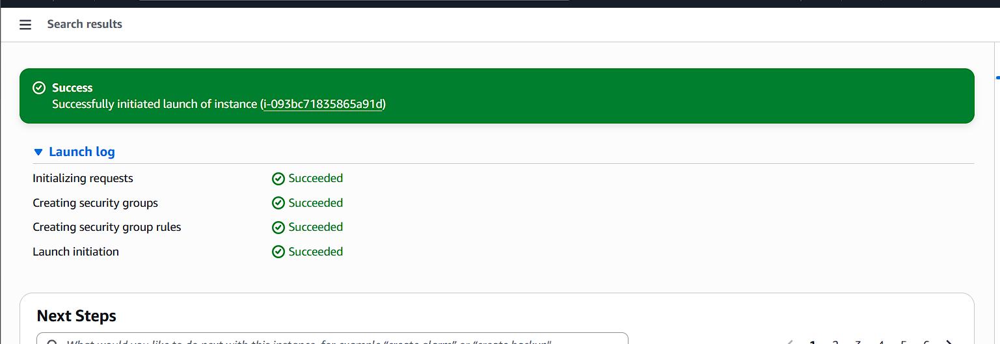 Search results
Success
Successfully initiated launch of instance (i-093bc71835865a91d)
Launch log
Initializing requests Succeeded
Creating security groups Succeeded
Creating security group rules Succeeded
Launch initiation Succeeded
Next Steps
What would you like to do next with this instance, for example "create alarm" or "create backup"
1 2 3 4 5 6